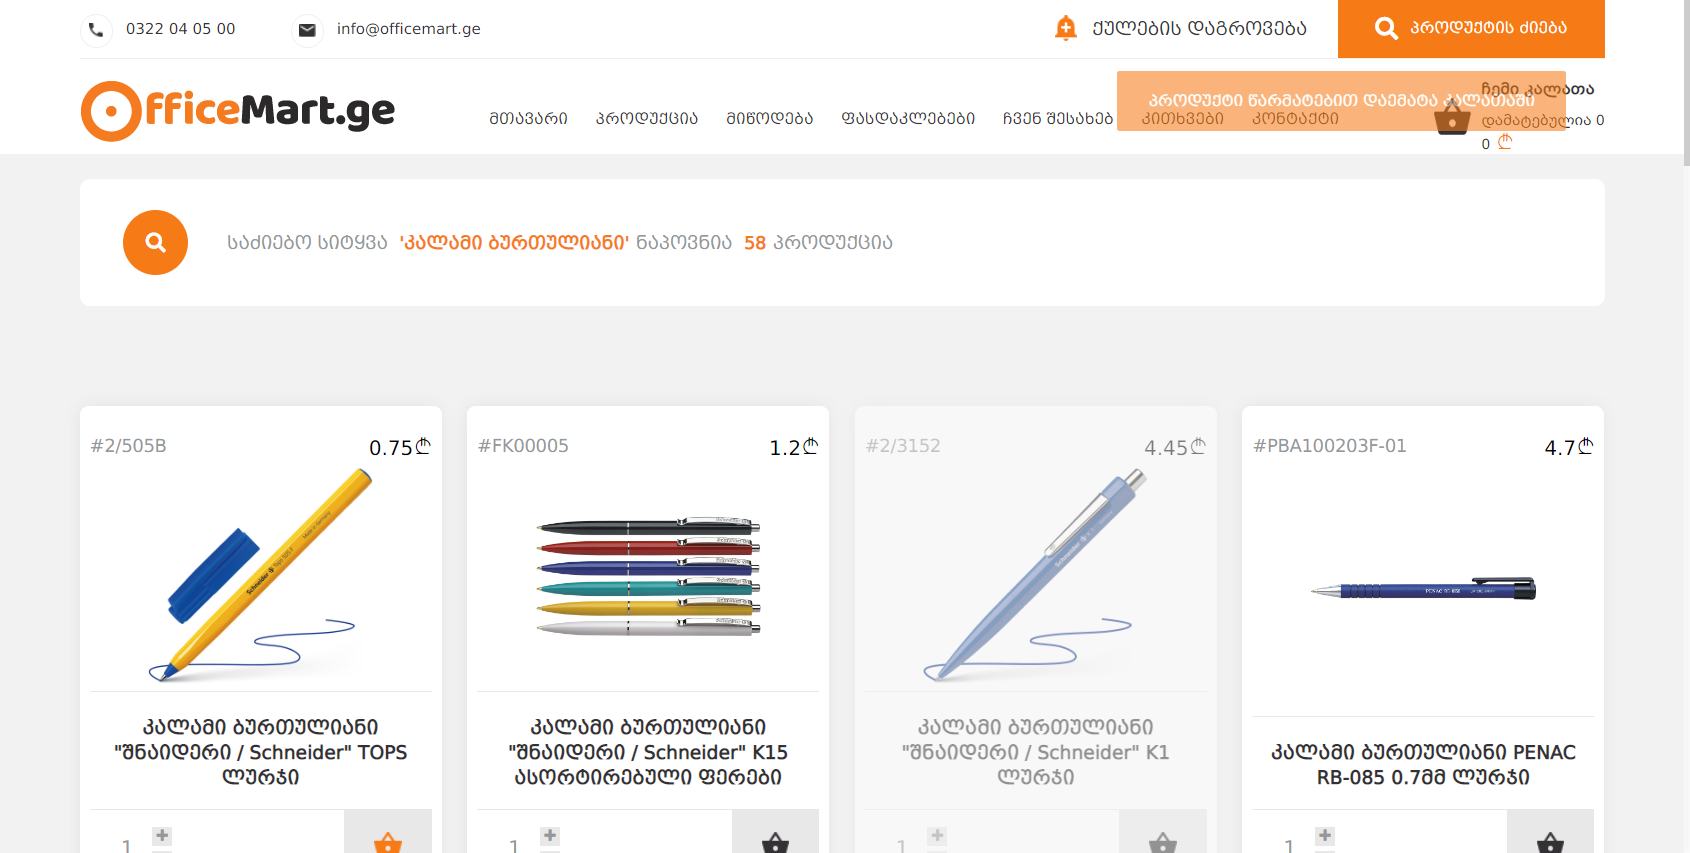 0322 04 05 00
info@officemart.ge
ქულების დაგროვება
პროდუქტის ძიება
OfficeMart.ge
მთავარი
პროდუქცია
მიწოდება
ფასდაკლებები
ჩვენ შესახებ
კითხვები
კონტაქტი
პროდუქტი წარმატებით დაემატა კალათაში
ჩემი კალათა
დამატებულია 0
0 ₾
საძიებო სიტყვა 'კალამი ბურთულიანი' ნაპოვნია 58 პროდუქცია
#2/505B
0.75₾
კალამი ბურთულიანი
"შნაიდერი / Schneider" TOPS
ლურჯი
1
+
#FK00005
1.2₾
კალამი ბურთულიანი
"შნაიდერი / Schneider" K15
ასორტირებული ფერები
1
+
#2/3152
4.45₾
კალამი ბურთულიანი
"შნაიდერი / Schneider" K1
ლურჯი
1
+
#PBA100203F-01
4.7₾
კალამი ბურთულიანი PENAC
RB-085 0.7მმ ლურჯი
1
+